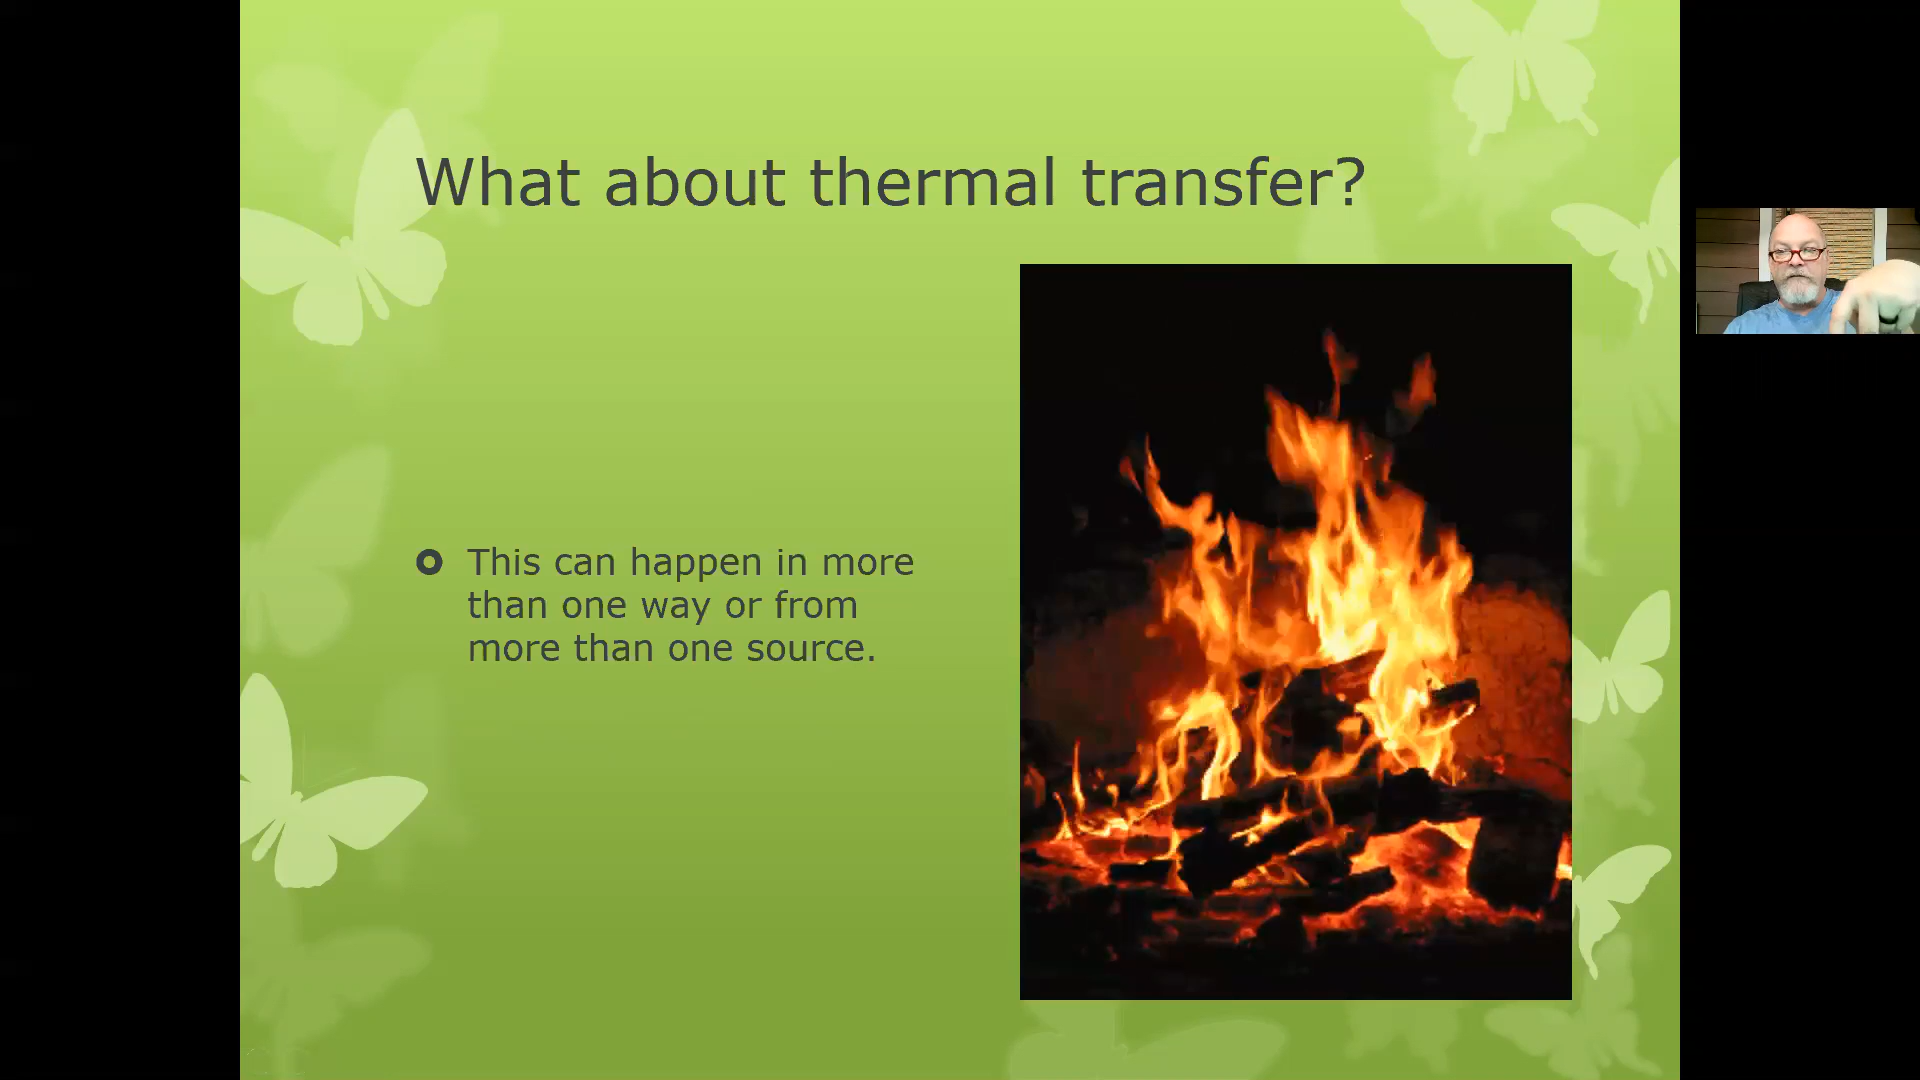 What about thermal transfer?
This can happen in more
than one way or from
more than one source.